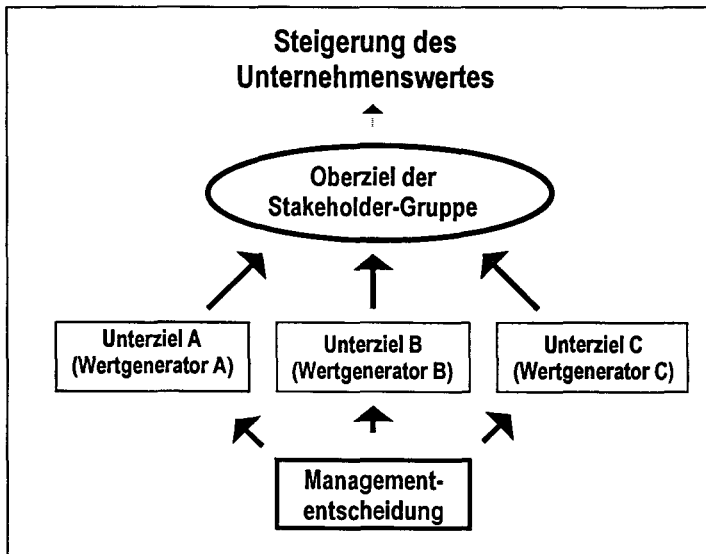 Steigerung des
Unternehmenswertes
Oberziel der
Stakeholder-Gruppe
Unterziel A
(Wertgenerator A)
Unterziel B
(Wertgenerator B)
Unterziel C
(Wertgenerator C)
Management-
entscheidung